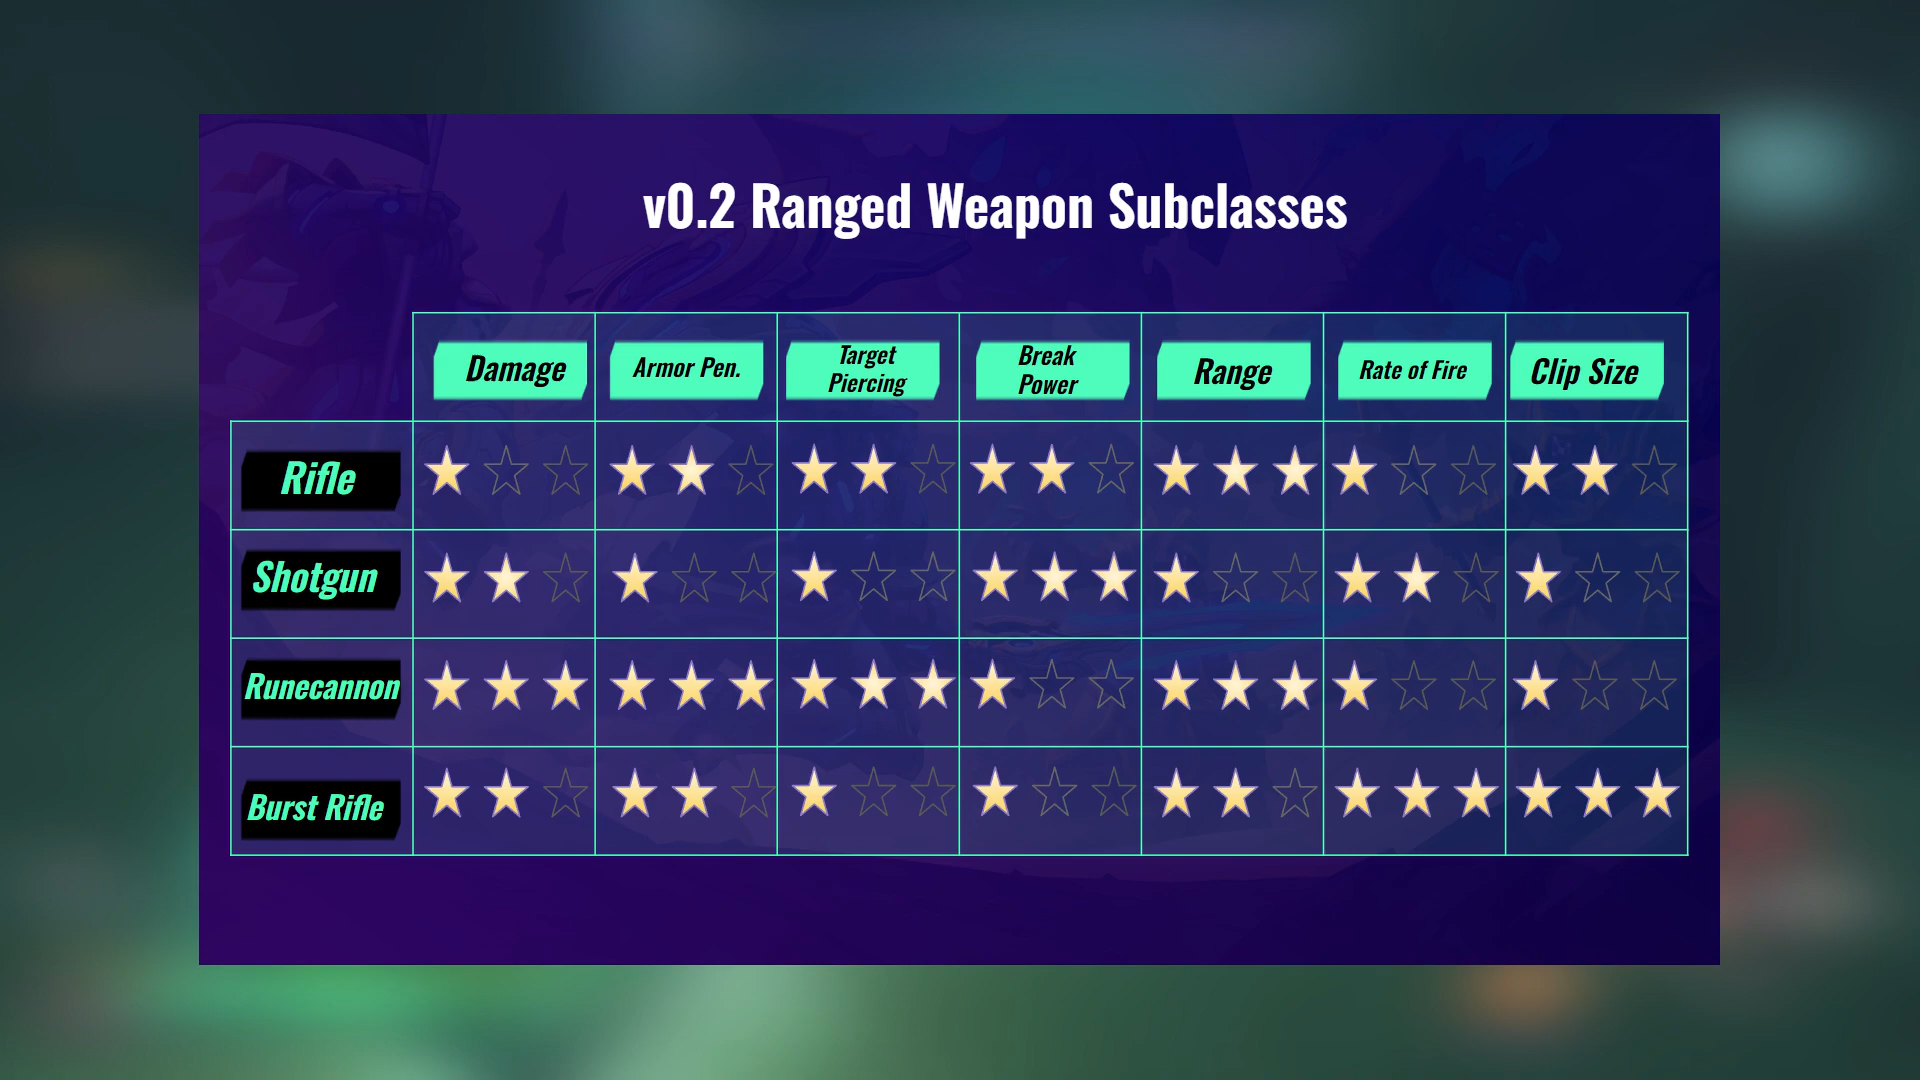 v0.2 Ranged Weapon Subclasses
Damage
Armor Pen.
Target
Piercing
Break
Power
Range
Rate of Fire
Clip Size
Rifle
Shotgun
Runecannon
Burst Rifle